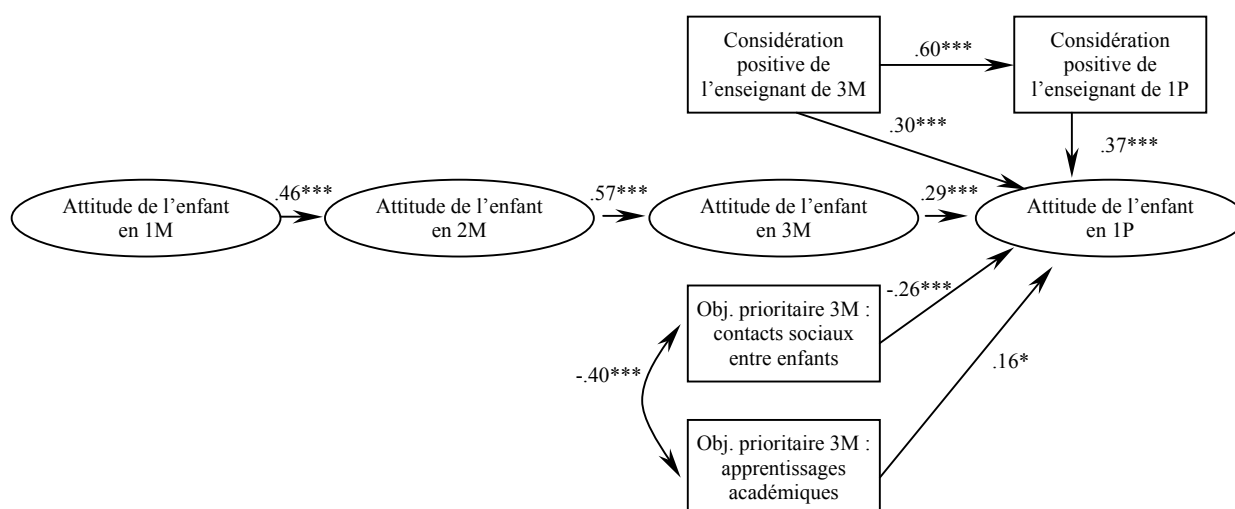 Considération
positive de
l’enseignant de 3M
.60***
Considération
positive de
l’enseignant de 1P
.30***
.37***
Attitude de l’enfant
en 1M
.46***
Attitude de l’enfant
en 2M
.57***
Attitude de l’enfant
en 3M
.29***
Attitude de l’enfant
en 1P
Obj. prioritaire 3M :
contacts sociaux
entre enfants
-.26***
-.40***
.16*
Obj. prioritaire 3M :
apprentissages
académiques